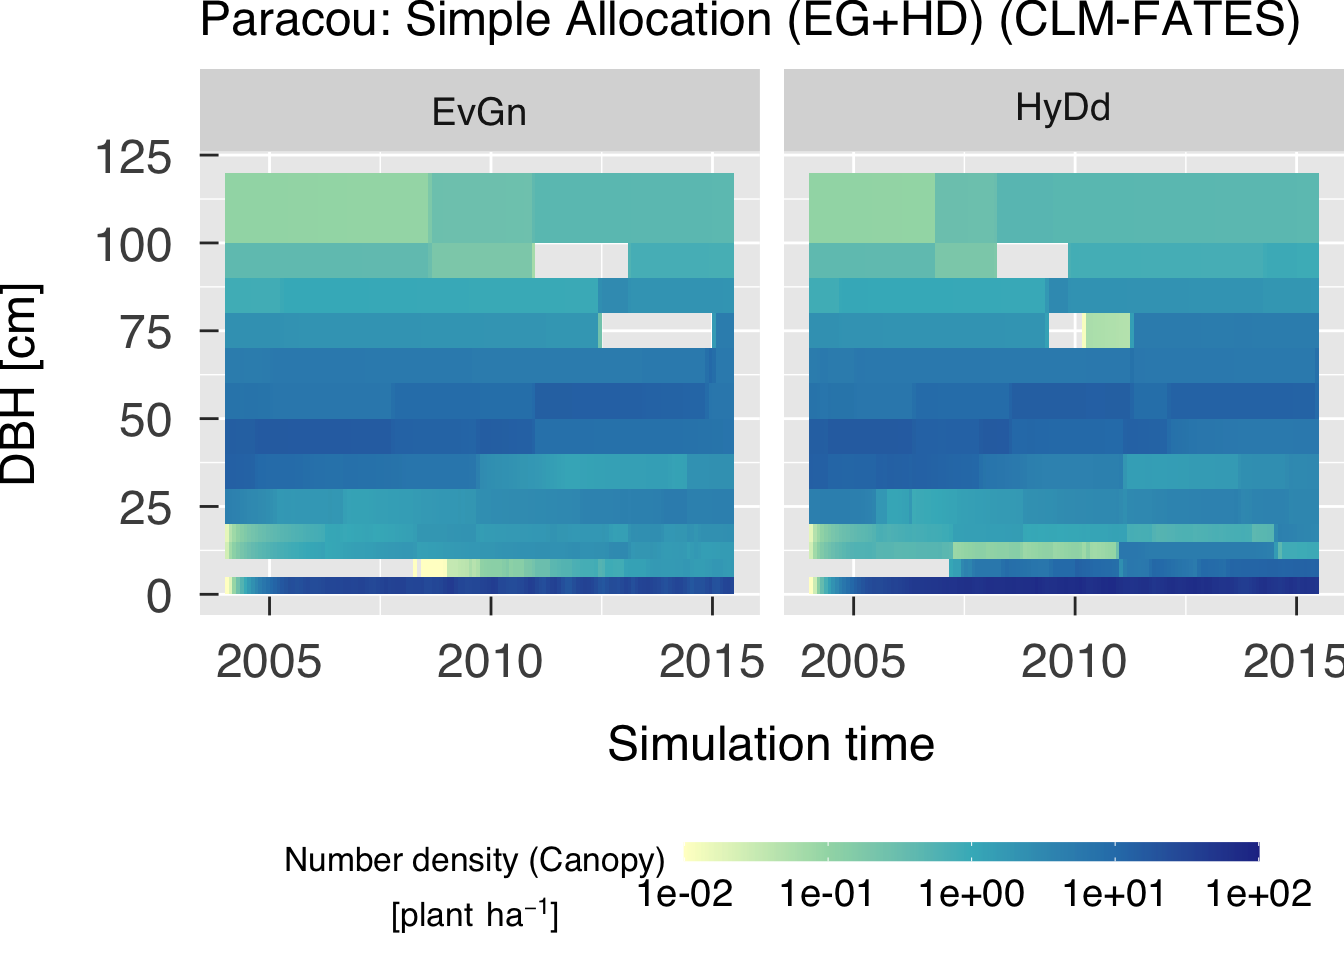 Paracou: Simple Allocation (EG+HD) (CLM-FATES)
EvGn HyDd
DBH [cm]
125
100
75
50
25
0
2005 2010 2015 2005 2010 2015
Simulation time
Number density (Canopy)
[plant ha⁻¹]
1e-02 1e-01 1e+00 1e+01 1e+02